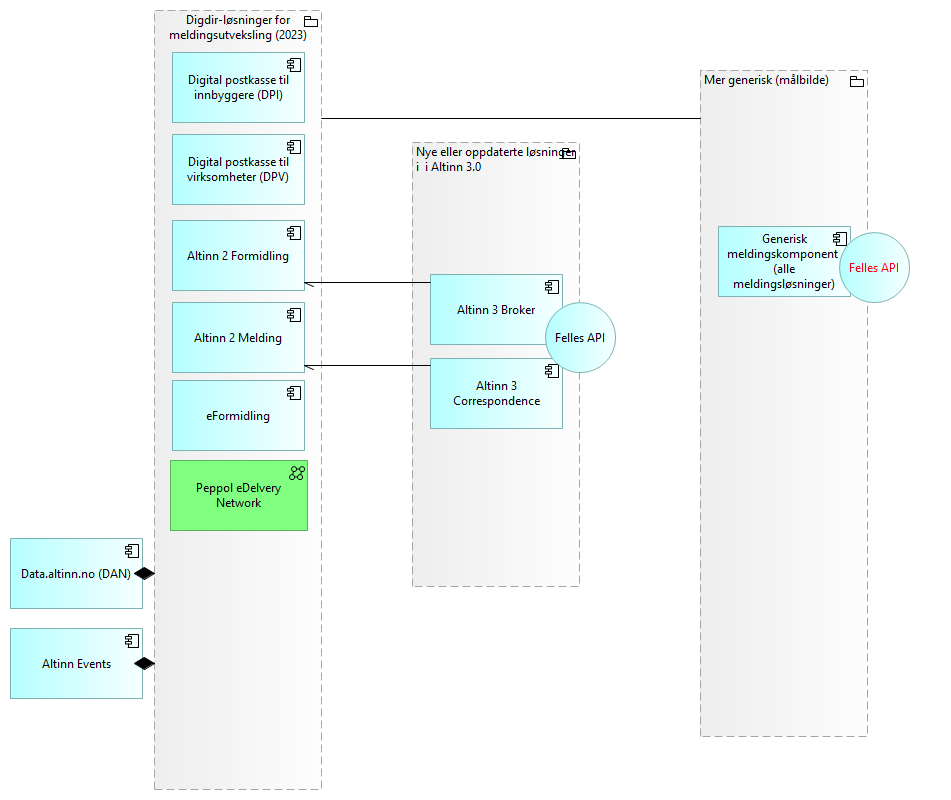 Digdir-løsninger for
meldingsutveksling (2023)
Digital postkasse til
innbyggere (DPI)
Digital postkasse til
virksomheter (DPV)
Altinn 2 Formidling
Altinn 2 Melding
eFormidling
Peppol eDelvery
Network
Data.altinn.no (DAN)
Altinn Events
Nye eller oppdaterte løsninger
i  i Altinn 3.0
Altinn 3 Broker
Felles API
Altinn 3
Correspondence
Mer generisk (målbilde)
Generisk
meldingskomponent
(alle
meldingsløsninger)
Felles API